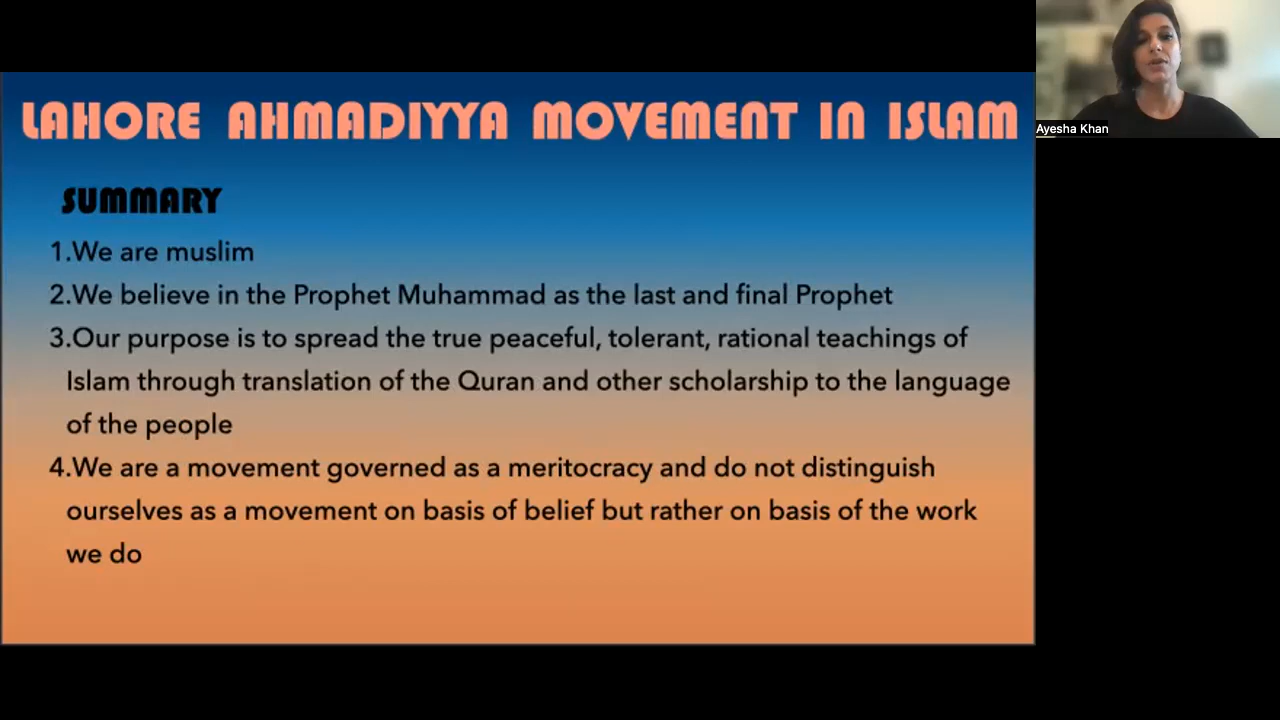 LAHORE AHMADIYYA MOVEMENT IN ISLAM
SUMMARY
1.We are muslim
2.We believe in the Prophet Muhammad as the last and final Prophet
3.Our purpose is to spread the true peaceful, tolerant, rational teachings of
Islam through translation of the Quran and other scholarship to the language
of the people
4.We are a movement governed as a meritocracy and do not distinguish
ourselves as a movement on basis of belief but rather on basis of the work
we do
Ayesha Khan